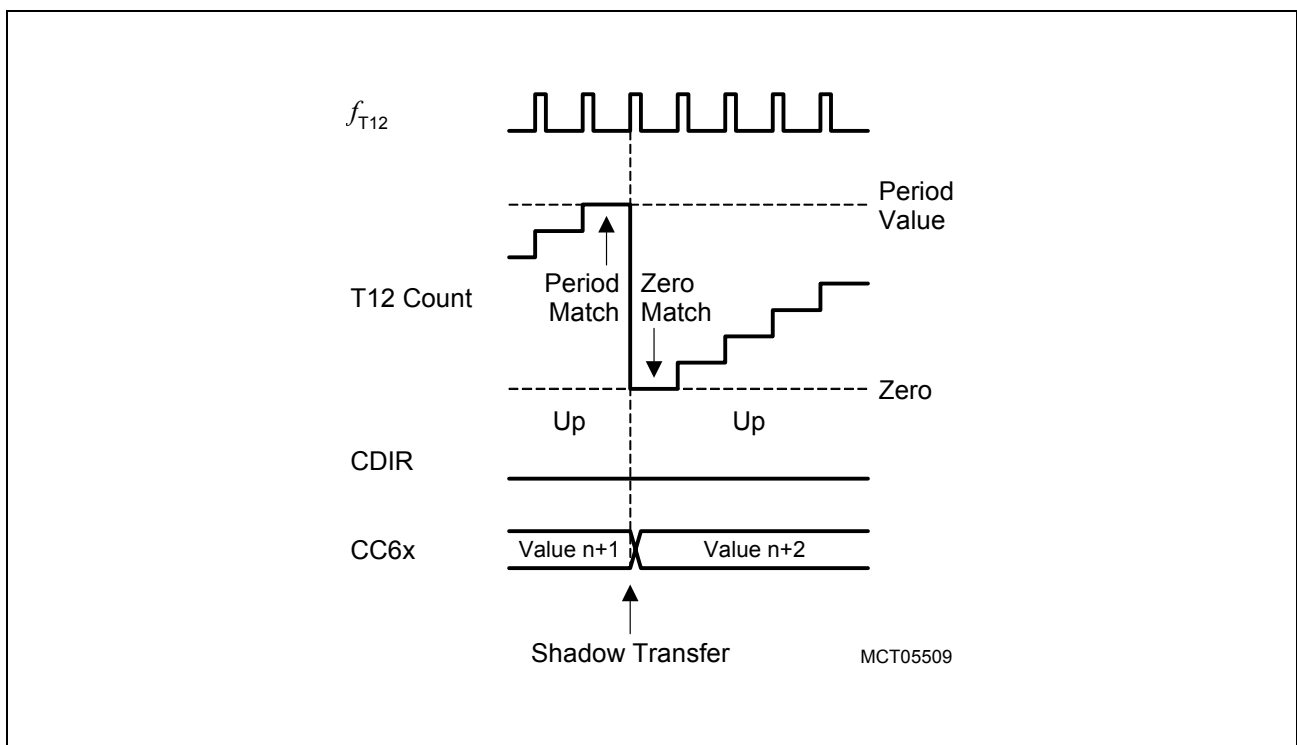 fT12
Period
Value
T12 Count
Period Zero
Match Match
Zero
Up Up
CDIR
CC6x
Value n+1 Value n+2
Shadow Transfer
MCT05509